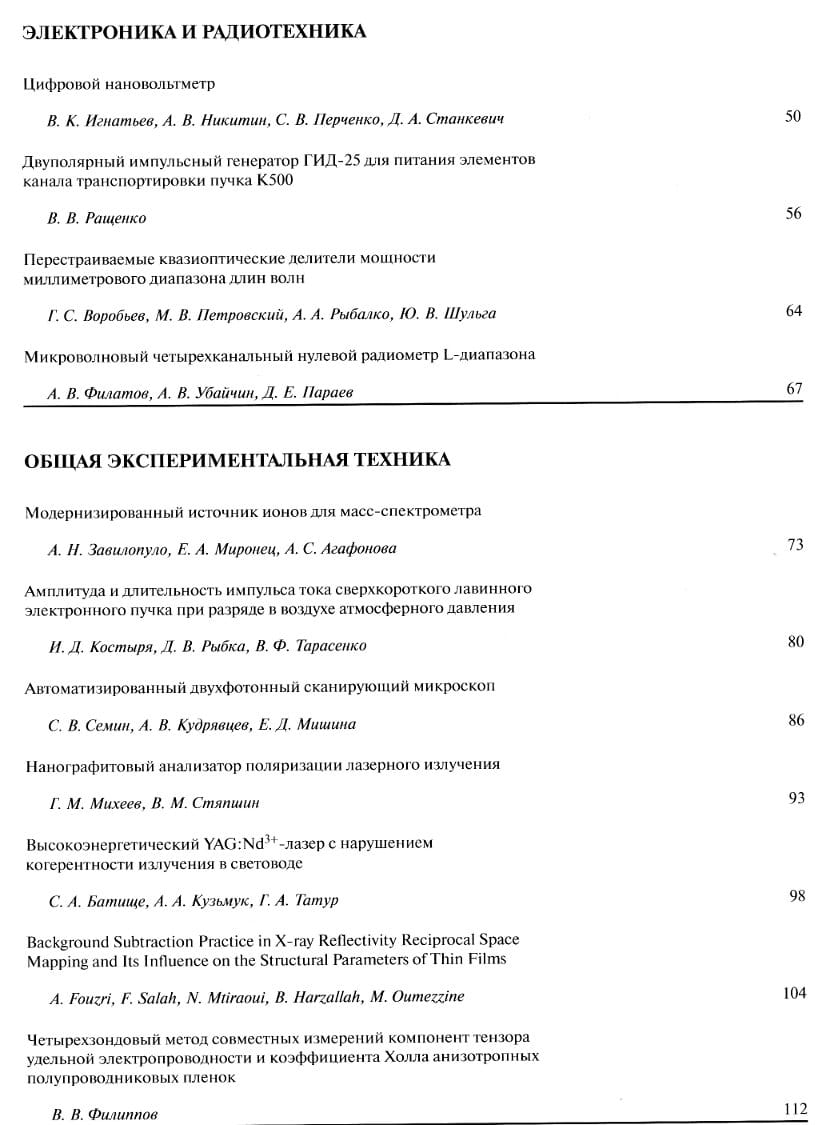 ЭЛЕКТРОНИКА И РАДИОТЕХНИКА
Цифровой нановольтметр
В. К. Игнатьев, А. В. Никитин, С. В. Перченко, Д. А. Станкевич 50
Двуполярный импульсный генератор ГИД-25 для питания элементов
канала транспортировки пучка К500
В. В. Ращенко 56
Перестраиваемые квазиоптические делители мощности
миллиметрового диапазона длин волн
Г. С. Воробьев, М. В. Петровский, А. А. Рыбалко, Ю. В. Шульга 64
Микроволновый четырехканальный нулевой радиометр L-диапазона
А. В. Филатов, А. В. Убайчин, Д. Е. Параев 67
ОБЩАЯ ЭКСПЕРИМЕНТАЛЬНАЯ ТЕХНИКА
Модернизированный источник ионов для масс-спектрометра
А. Н. Завилопуло, Е. А. Миронец, А. С. Агафонова 73
Амплитуда и длительность импульса тока сверхкороткого лавинного
электронного пучка при разряде в воздухе атмосферного давления
И. Д. Костыря, Д. В. Рыбка, В. Ф. Тарасенко 80
Автоматизированный двухфотонный сканирующий микроскоп
С. В. Семин, А. В. Кудрявцев, Е. Д. Мишина 86
Нанографитовый анализатор поляризации лазерного излучения
Г. М. Михеев, В. М. Стяпшин 93
Высокоэнергетический YAG:Nd³⁺-лазер с нарушением
когерентности излучения в световоде
С. А. Батище, А. А. Кузьмук, Г. А. Татур 98
Background Subtraction Practice in X-ray Reflectivity Reciprocal Space
Mapping and Its Influence on the Structural Parameters of Thin Films
A. Fouzri, F. Salah, N. Mtiraoui, B. Harzallah, M. Oumezzine 104
Четырехзондовый метод совместных измерений компонент тензора
удельной электропроводности и коэффициента Холла анизотропных
полупроводниковых пленок
В. В. Филиппов 112